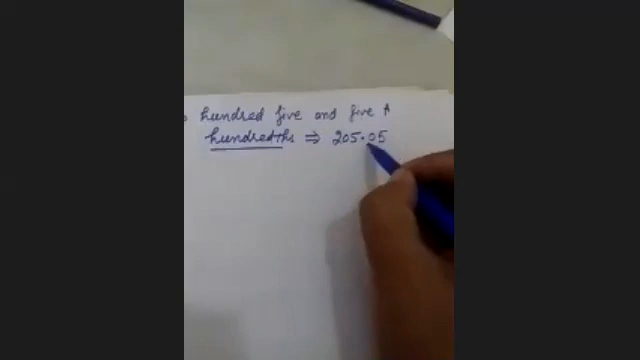 hundred five and five
hundredths ⇒ 205.05